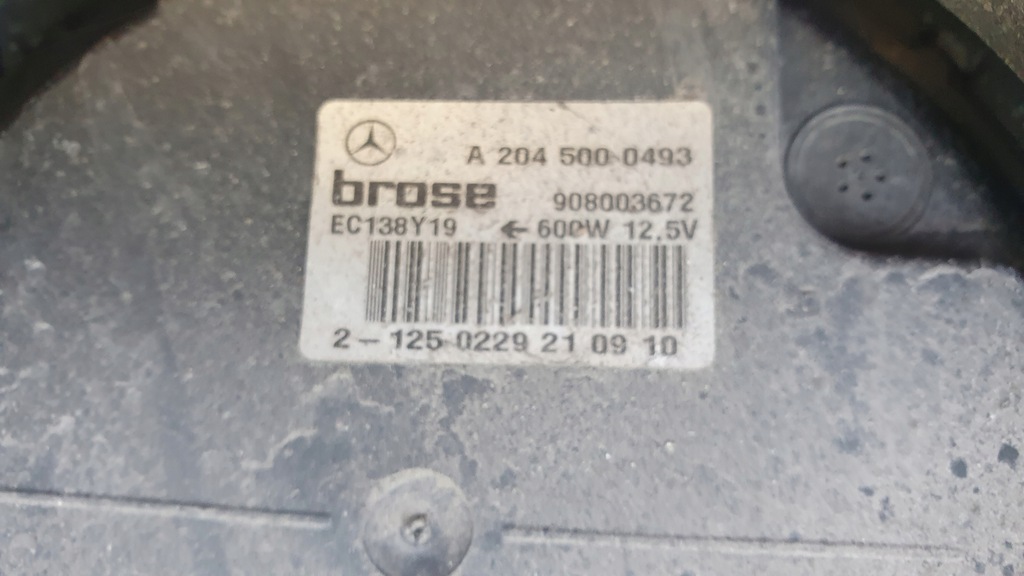 A 204 500 0493
brose 908003672
EC138Y19 ← 600W 12,5V
2-125 0229 21 09 10